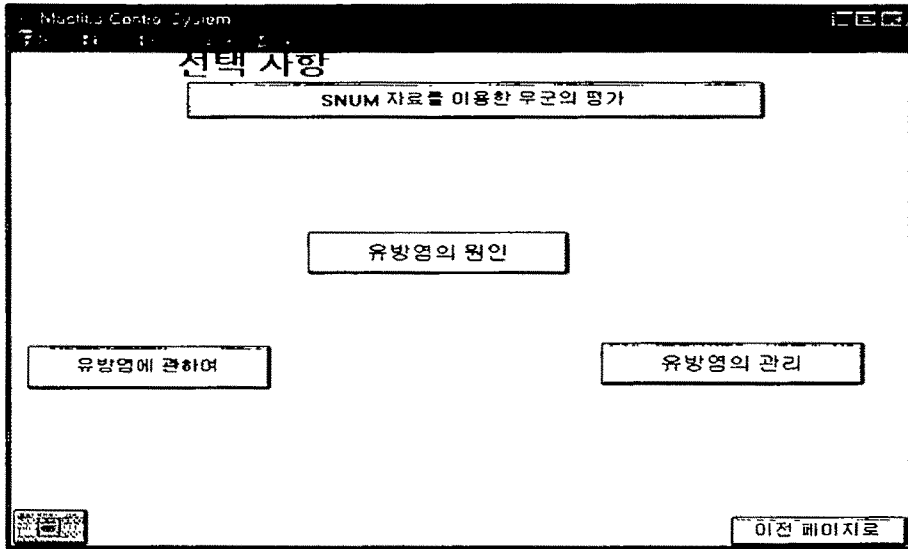 Mastitis Control System
선택 사항
SNUM 자료를 이용한 우군의 평가
유방염의 원인
유방염에 관하여
유방염의 관리
이전 페이지로